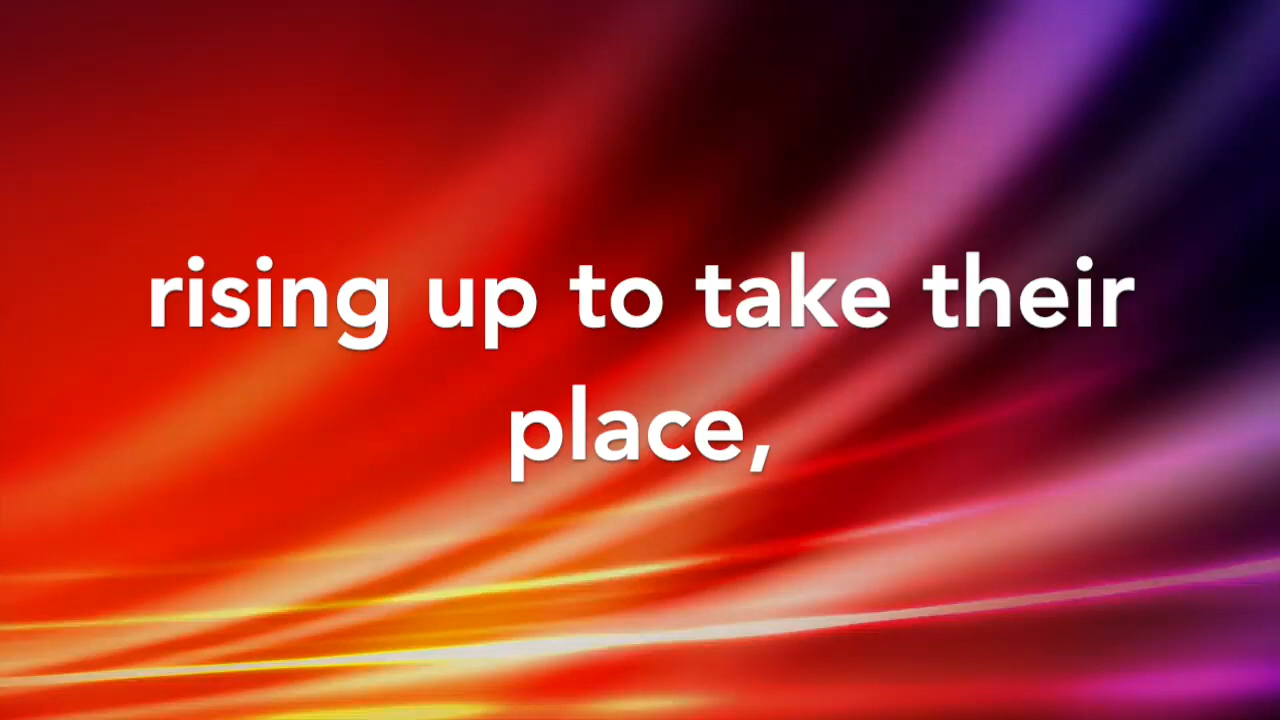 rising up to take their
place,